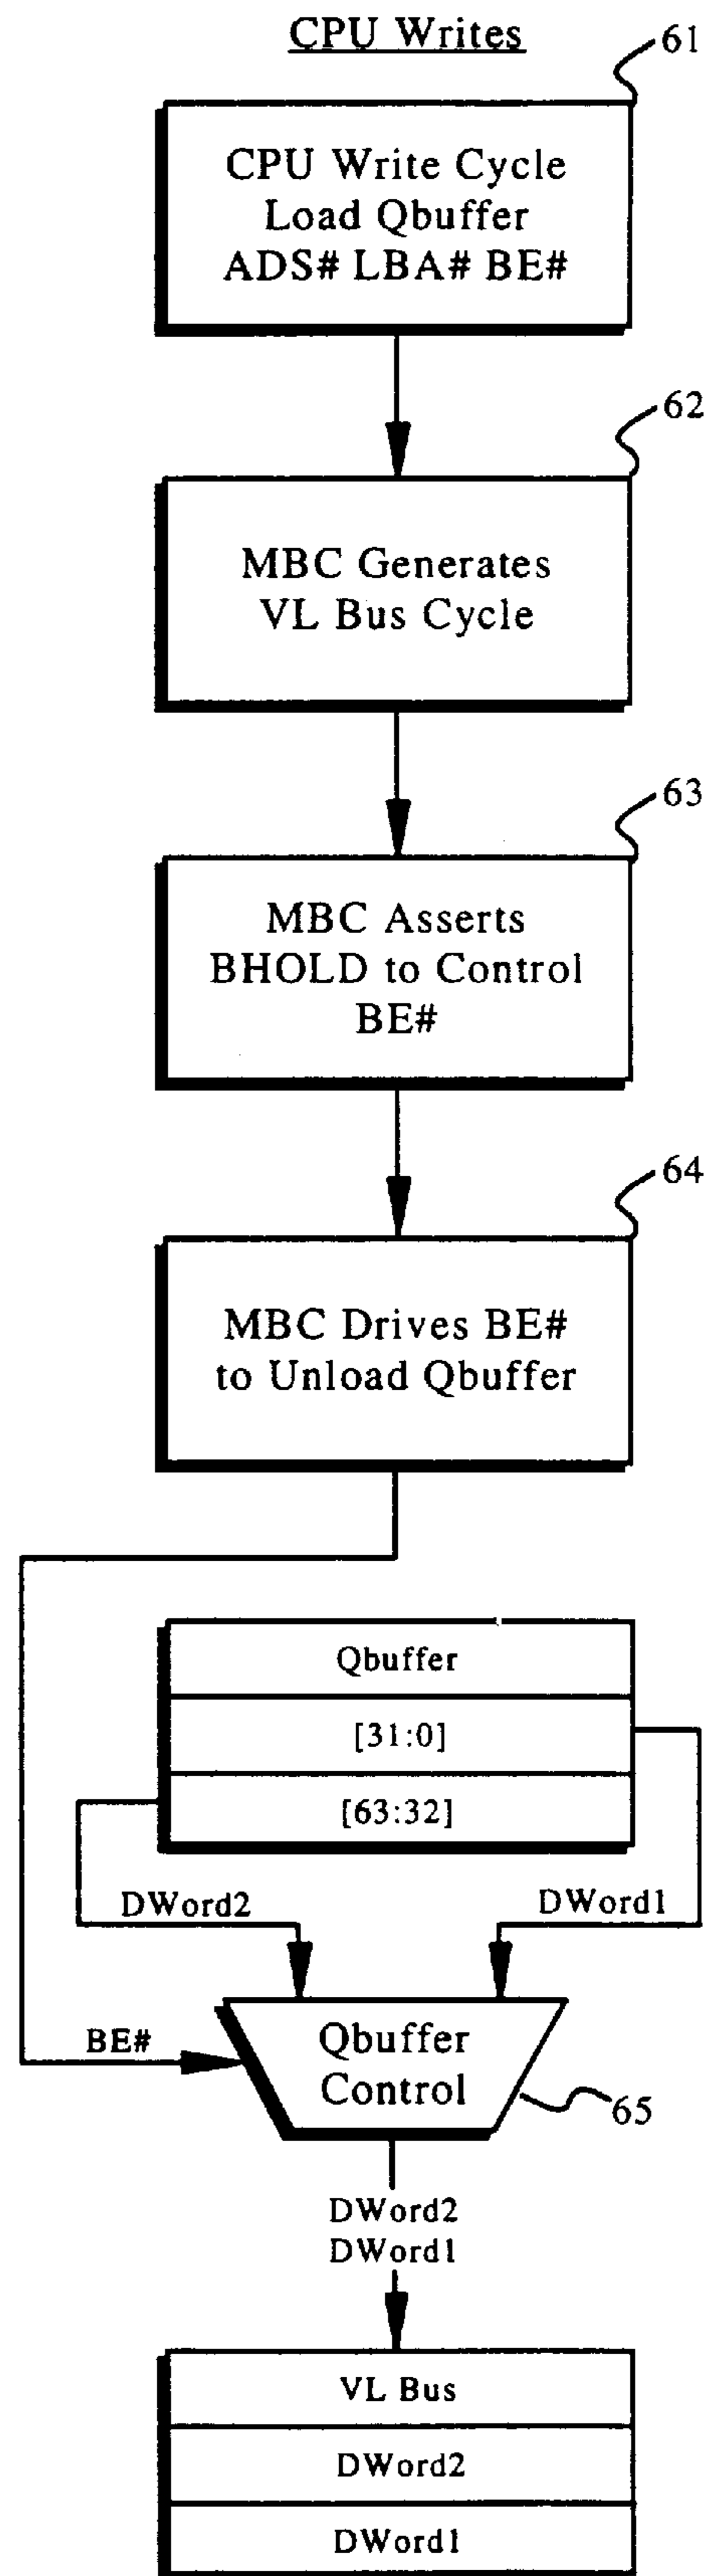 CPU Writes
61
CPU Write Cycle
Load Qbuffer
ADS# LBA# BE#
62
MBC Generates
VL Bus Cycle
63
MBC Asserts
BHOLD to Control
BE#
64
MBC Drives BE#
to Unload Qbuffer
Qbuffer
[31:0]
[63:32]
DWord2
DWord1
BE#
Qbuffer
Control
65
DWord2
DWord1
VL Bus
DWord2
DWord1